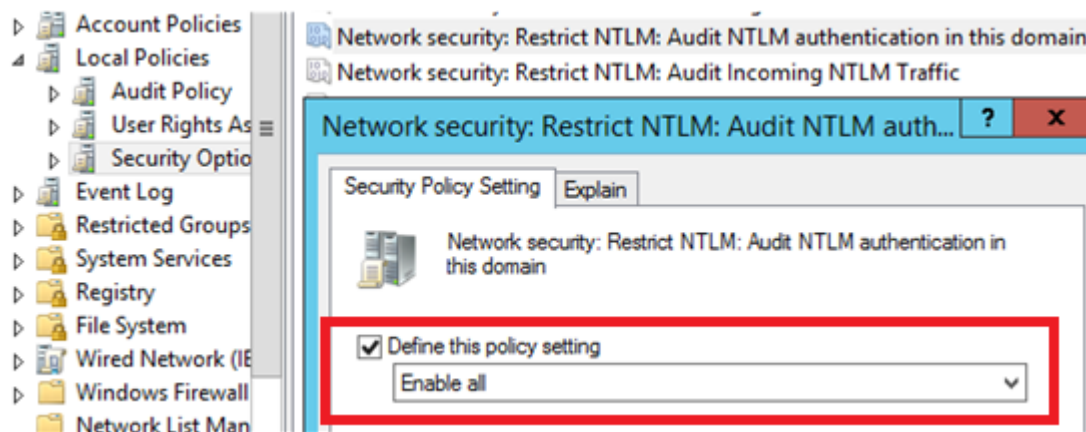 Account Policies
Local Policies
Audit Policy
User Rights As
Security Optio
Event Log
Restricted Groups
System Services
Registry
File System
Wired Network (IE
Windows Firewall
Network List Man
Network security: Restrict NTLM: Audit NTLM authentication in this domain
Network security: Restrict NTLM: Audit Incoming NTLM Traffic
Network security: Restrict NTLM: Audit NTLM auth... ? x
Security Policy Setting Explain
Network security: Restrict NTLM: Audit NTLM authentication in
this domain
Define this policy setting
Enable all